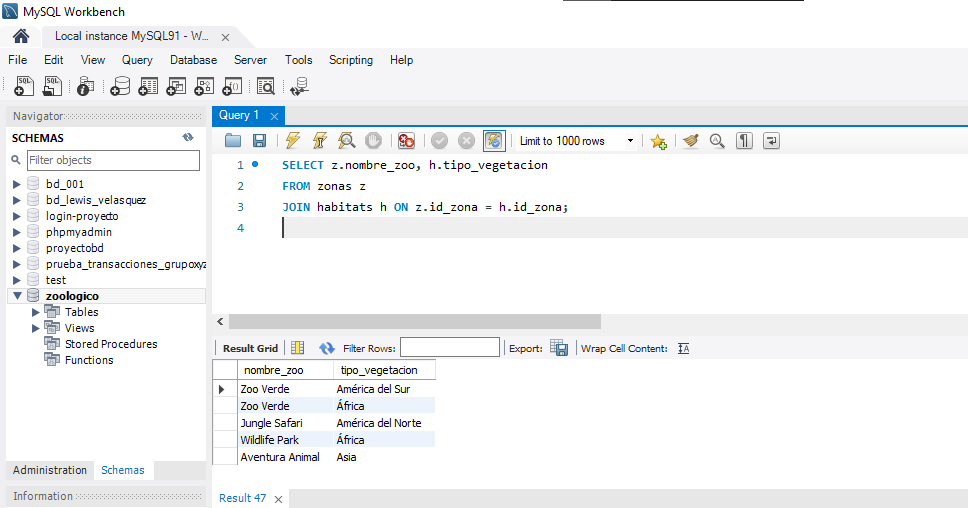 MySQL Workbench
Local instance MySQL91 - W... ×
File Edit View Query Database Server Tools Scripting Help
Navigator
SCHEMAS
Filter objects
bd_001
bd_lewis_velasquez
login-proyecto
phpmyadmin
proyectobd
prueba_transacciones_grupoxyz
test
zoologico
Tables
Views
Stored Procedures
Functions
Administration Schemas
Information
Query 1 ×
Limit to 1000 rows
1 SELECT z.nombre_zoo, h.tipo_vegetacion
2 FROM zonas z
3 JOIN habitats h ON z.id_zona = h.id_zona;
4
Result Grid Filter Rows: Export: Wrap Cell Content: IA
nombre_zoo tipo_vegetacion
Zoo Verde América del Sur
Zoo Verde África
Jungle Safari América del Norte
Wildlife Park África
Aventura Animal Asia
Result 47 ×